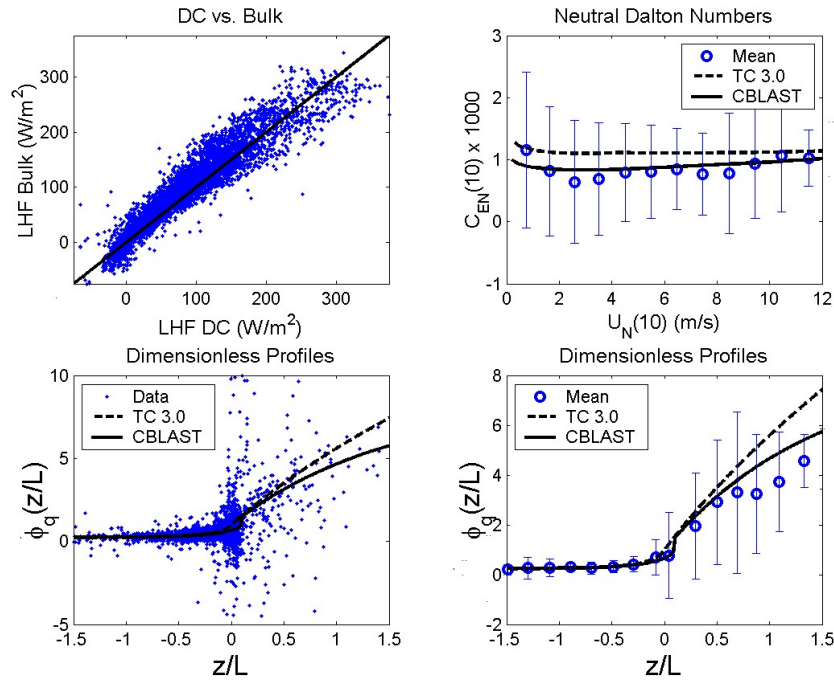 DC vs. Bulk
LHF Bulk (W/m²)
300
200
100
0
0 100 200 300
LHF DC (W/m²)
Neutral Dalton Numbers
C_EN(10) x 1000
3
2
1
0
-1
Mean
TC 3.0
CBLAST
0 2 4 6 8 10 12
U_N(10) (m/s)
Dimensionless Profiles
ϕ_q(z/L)
10
5
0
-5
Data
TC 3.0
CBLAST
-1.5 -1 -0.5 0 0.5 1 1.5
z/L
Dimensionless Profiles
ϕ_q(z/L)
8
6
4
2
0
-2
Mean
TC 3.0
CBLAST
-1.5 -1 -0.5 0 0.5 1 1.5
z/L